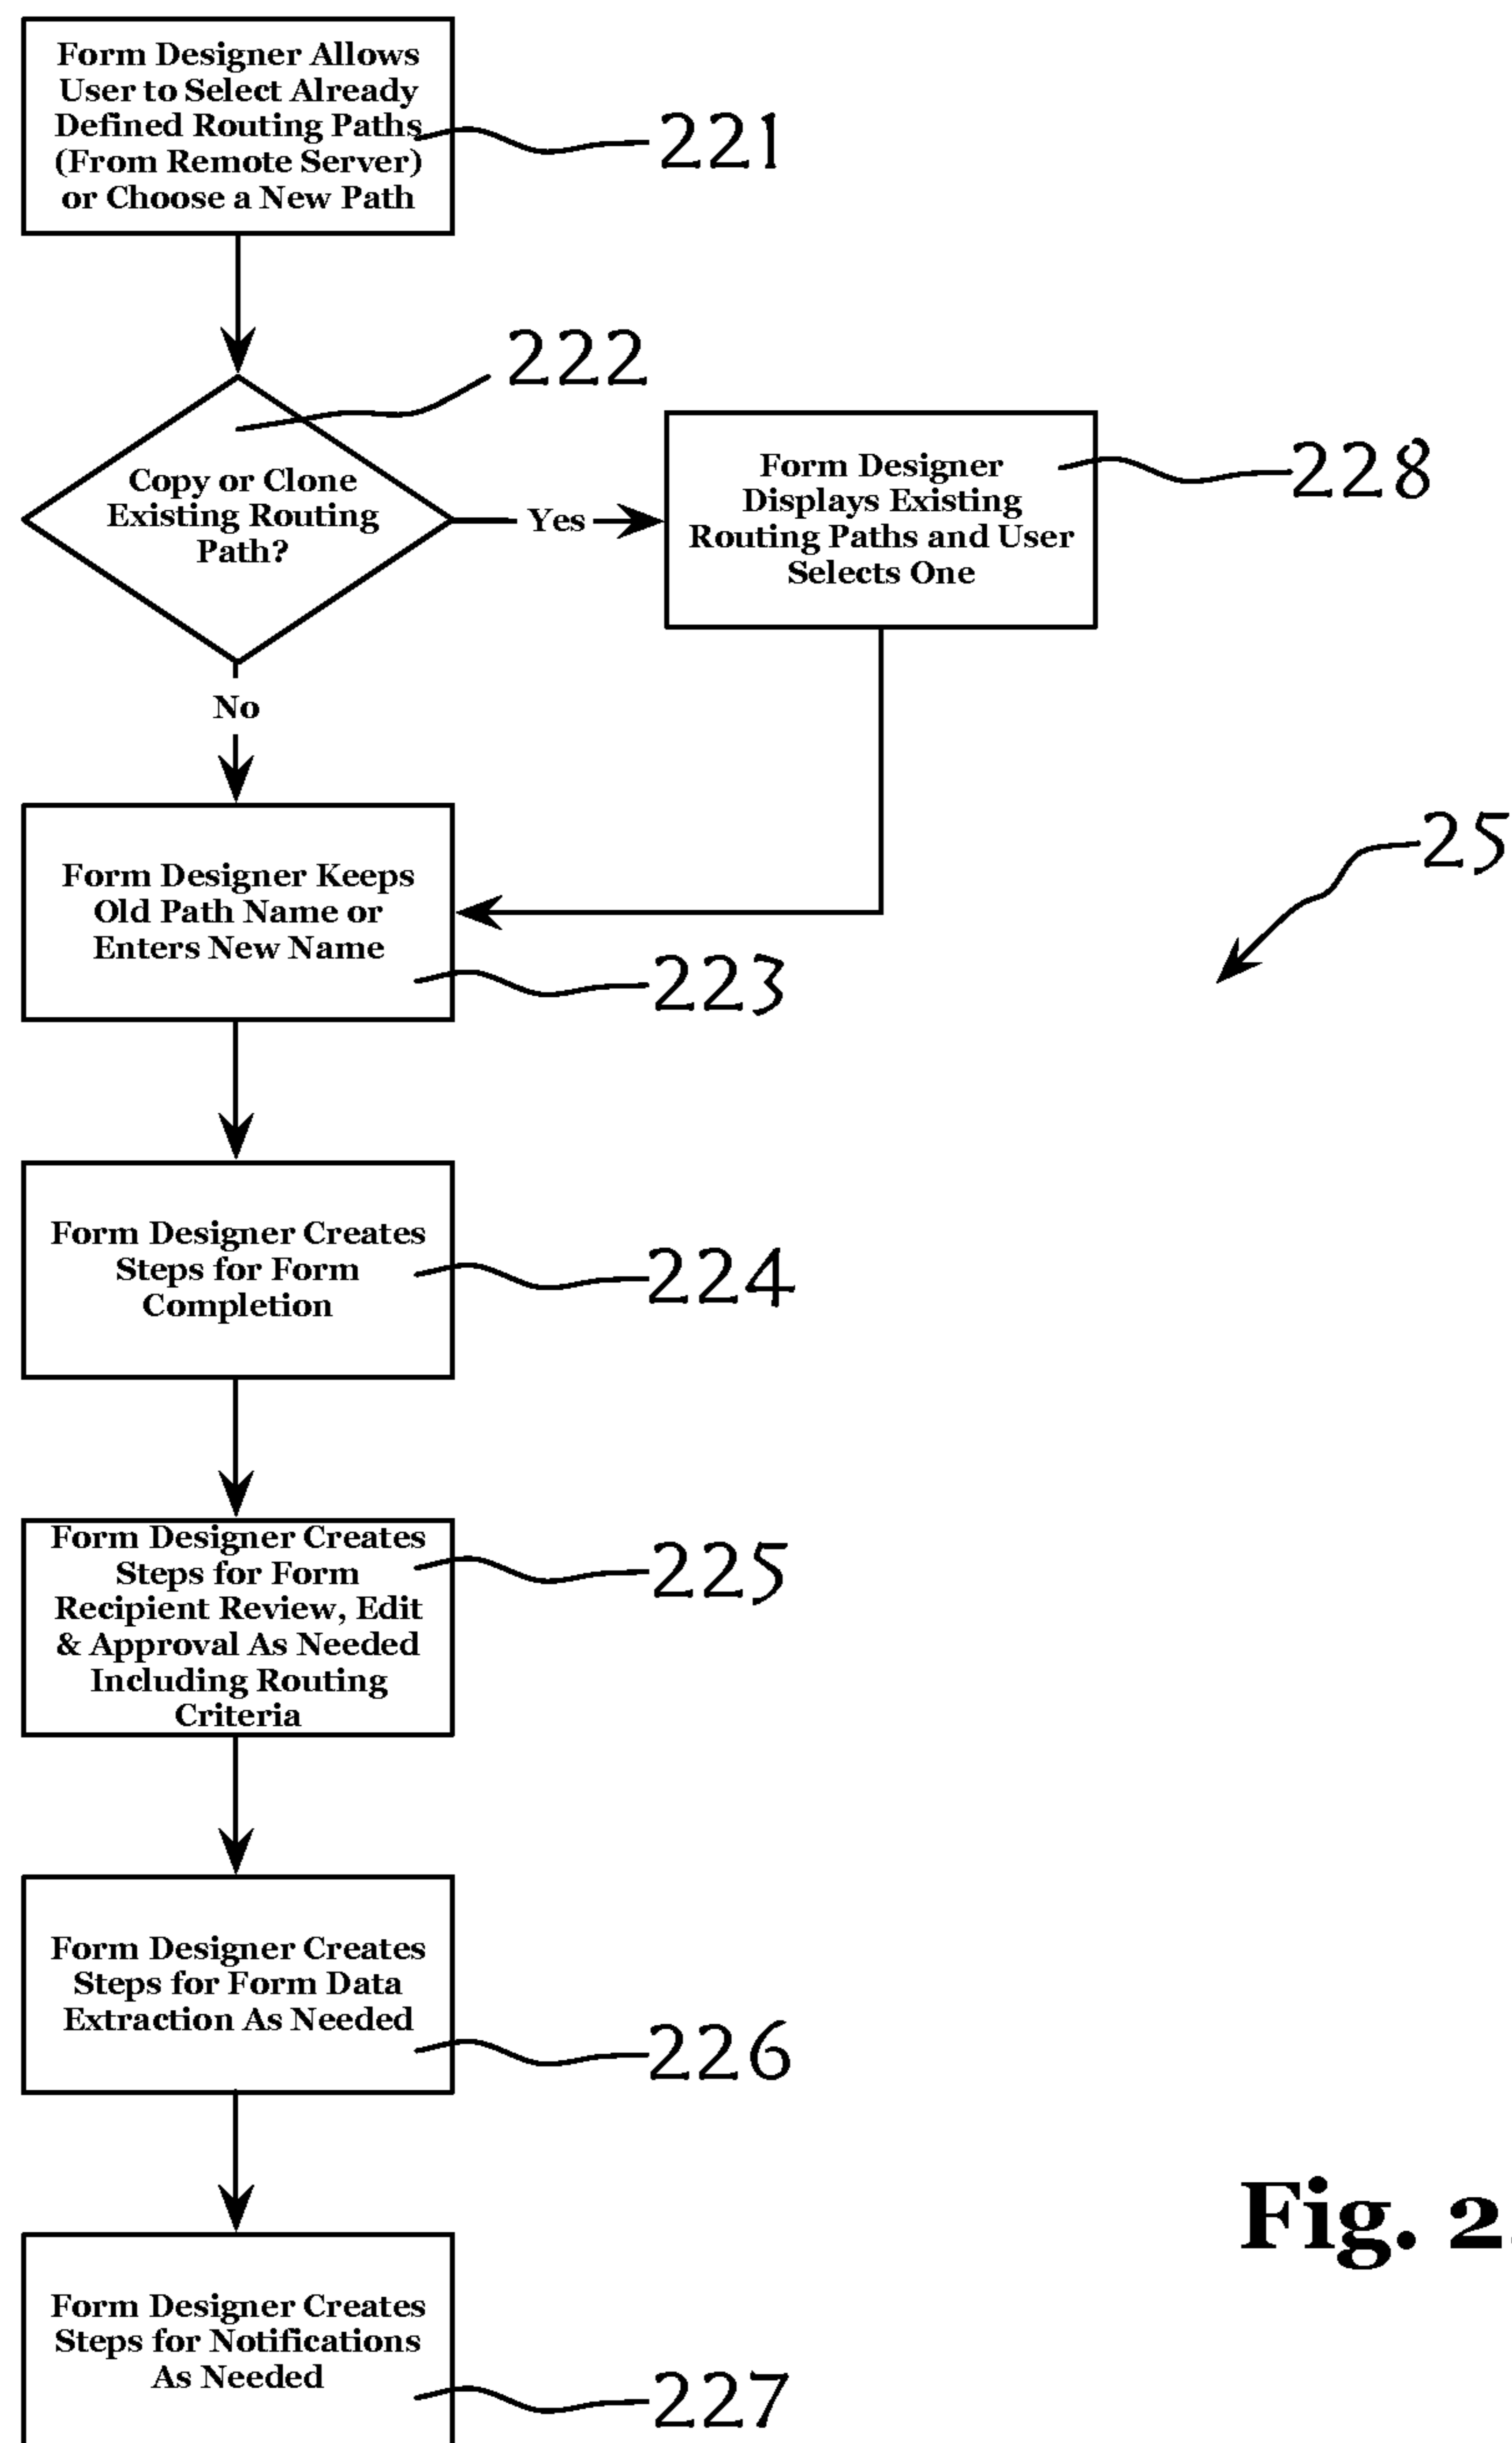 Form Designer Allows
User to Select Already
Defined Routing Paths
(From Remote Server)
or Choose a New Path
221
222
Copy or Clone
Existing Routing
Path?
Yes
Form Designer
Displays Existing
Routing Paths and User
Selects One
228
No
25
Form Designer Keeps
Old Path Name or
Enters New Name
223
Form Designer Creates
Steps for Form
Completion
224
Form Designer Creates
Steps for Form
Recipient Review, Edit
& Approval As Needed
Including Routing
Criteria
225
Form Designer Creates
Steps for Form Data
Extraction As Needed
226
Fig. 2
Form Designer Creates
Steps for Notifications
As Needed
227